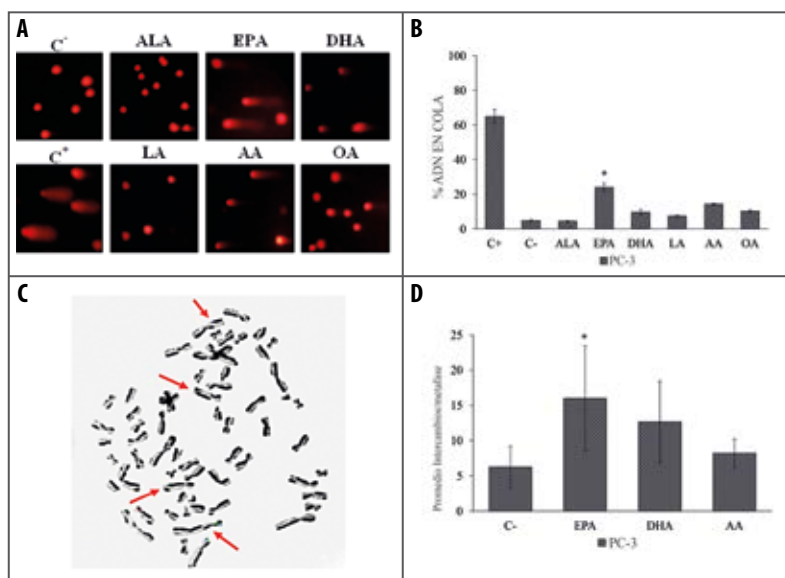 A
C⁻ ALA EPA DHA
C⁺ LA AA OA
B
% ADN EN COLA
100
80
60
40
20
0
*
C+ C- ALA EPA DHA LA AA OA
PC-3
C
D
Promedio Intercambios/metafase
25
20
15
10
5
0
*
C- EPA DHA AA
PC-3